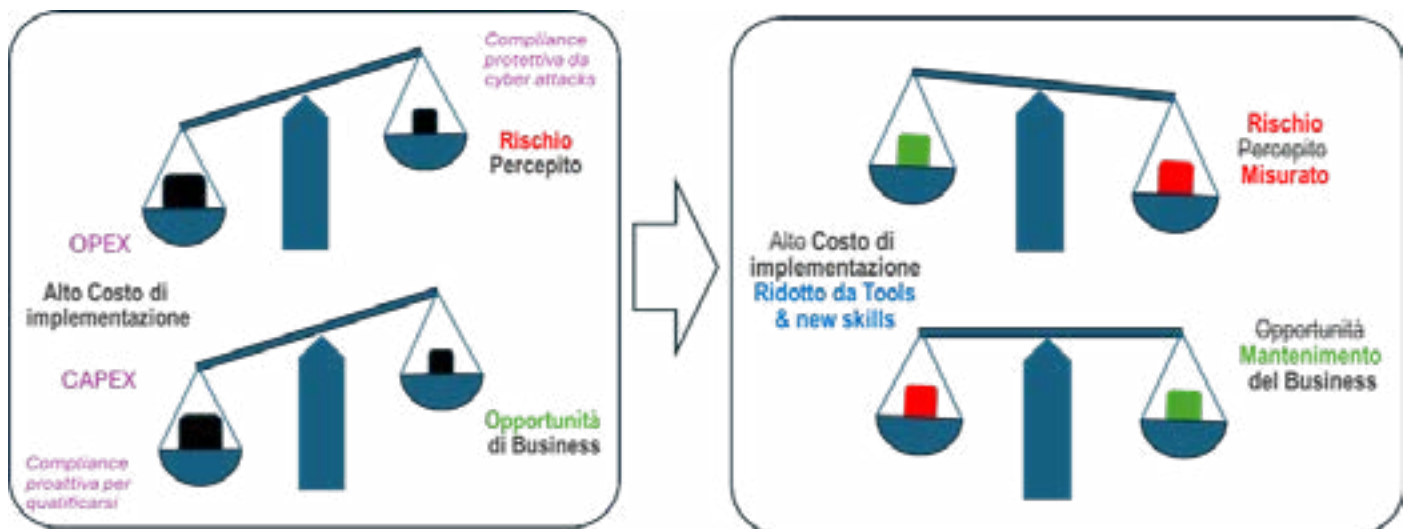 Compliance
protettiva da
cyber attacks
Rischio
Percepito
OPEX
Alto Costo di
implementazione
CAPEX
Opportunità
di Business
Compliance
proattiva per
qualificarsi
Rischio
Percepito
Misurato
Alto Costo di
implementazione
Ridotto da Tools
& new skills
Opportunità
Mantenimento
del Business